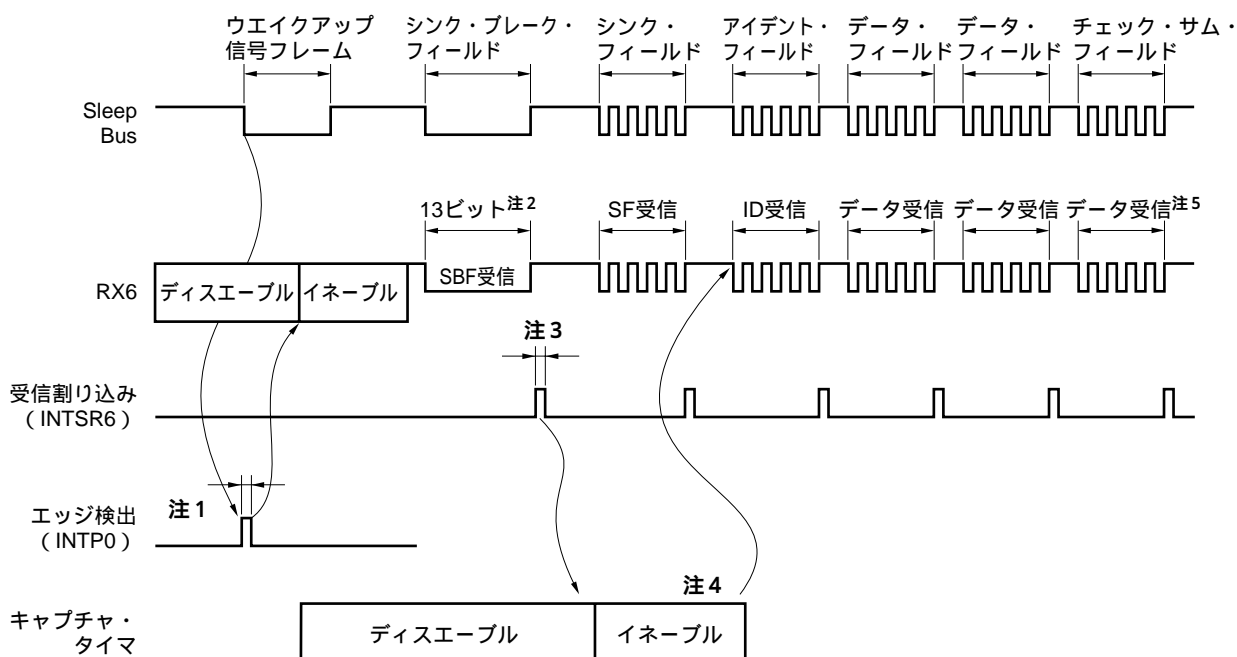 ウエイクアップ
信号フレーム
シンク・ブレーク・
フィールド
シンク・
フィールド
アイデント・
フィールド
データ・
フィールド
データ・
フィールド
チェック・サム・
フィールド
Sleep
Bus
13ビット注2
SF受信
ID受信
データ受信
データ受信
データ受信注5
RX6
ディスエーブル
イネーブル
SBF受信
注3
受信割り込み
（INTSR6）
注1
エッジ検出
（INTP0）
注4
キャプチャ・
タイマ
ディスエーブル
イネーブル